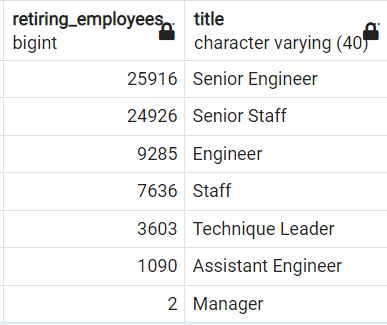 retiring_employees title
bigint character varying (40)
25916 Senior Engineer
24926 Senior Staff
9285 Engineer
7636 Staff
3603 Technique Leader
1090 Assistant Engineer
2 Manager